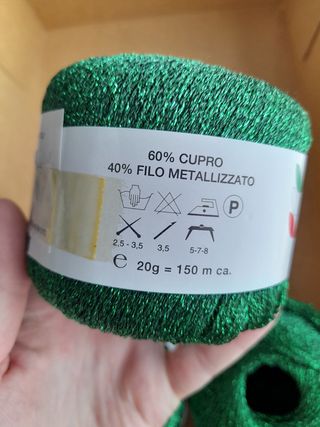 60% CUPRO
40% FILO METALLIZZATO
P
2,5 - 3,5 3,5 5-7-8
e 20g = 150 m ca.